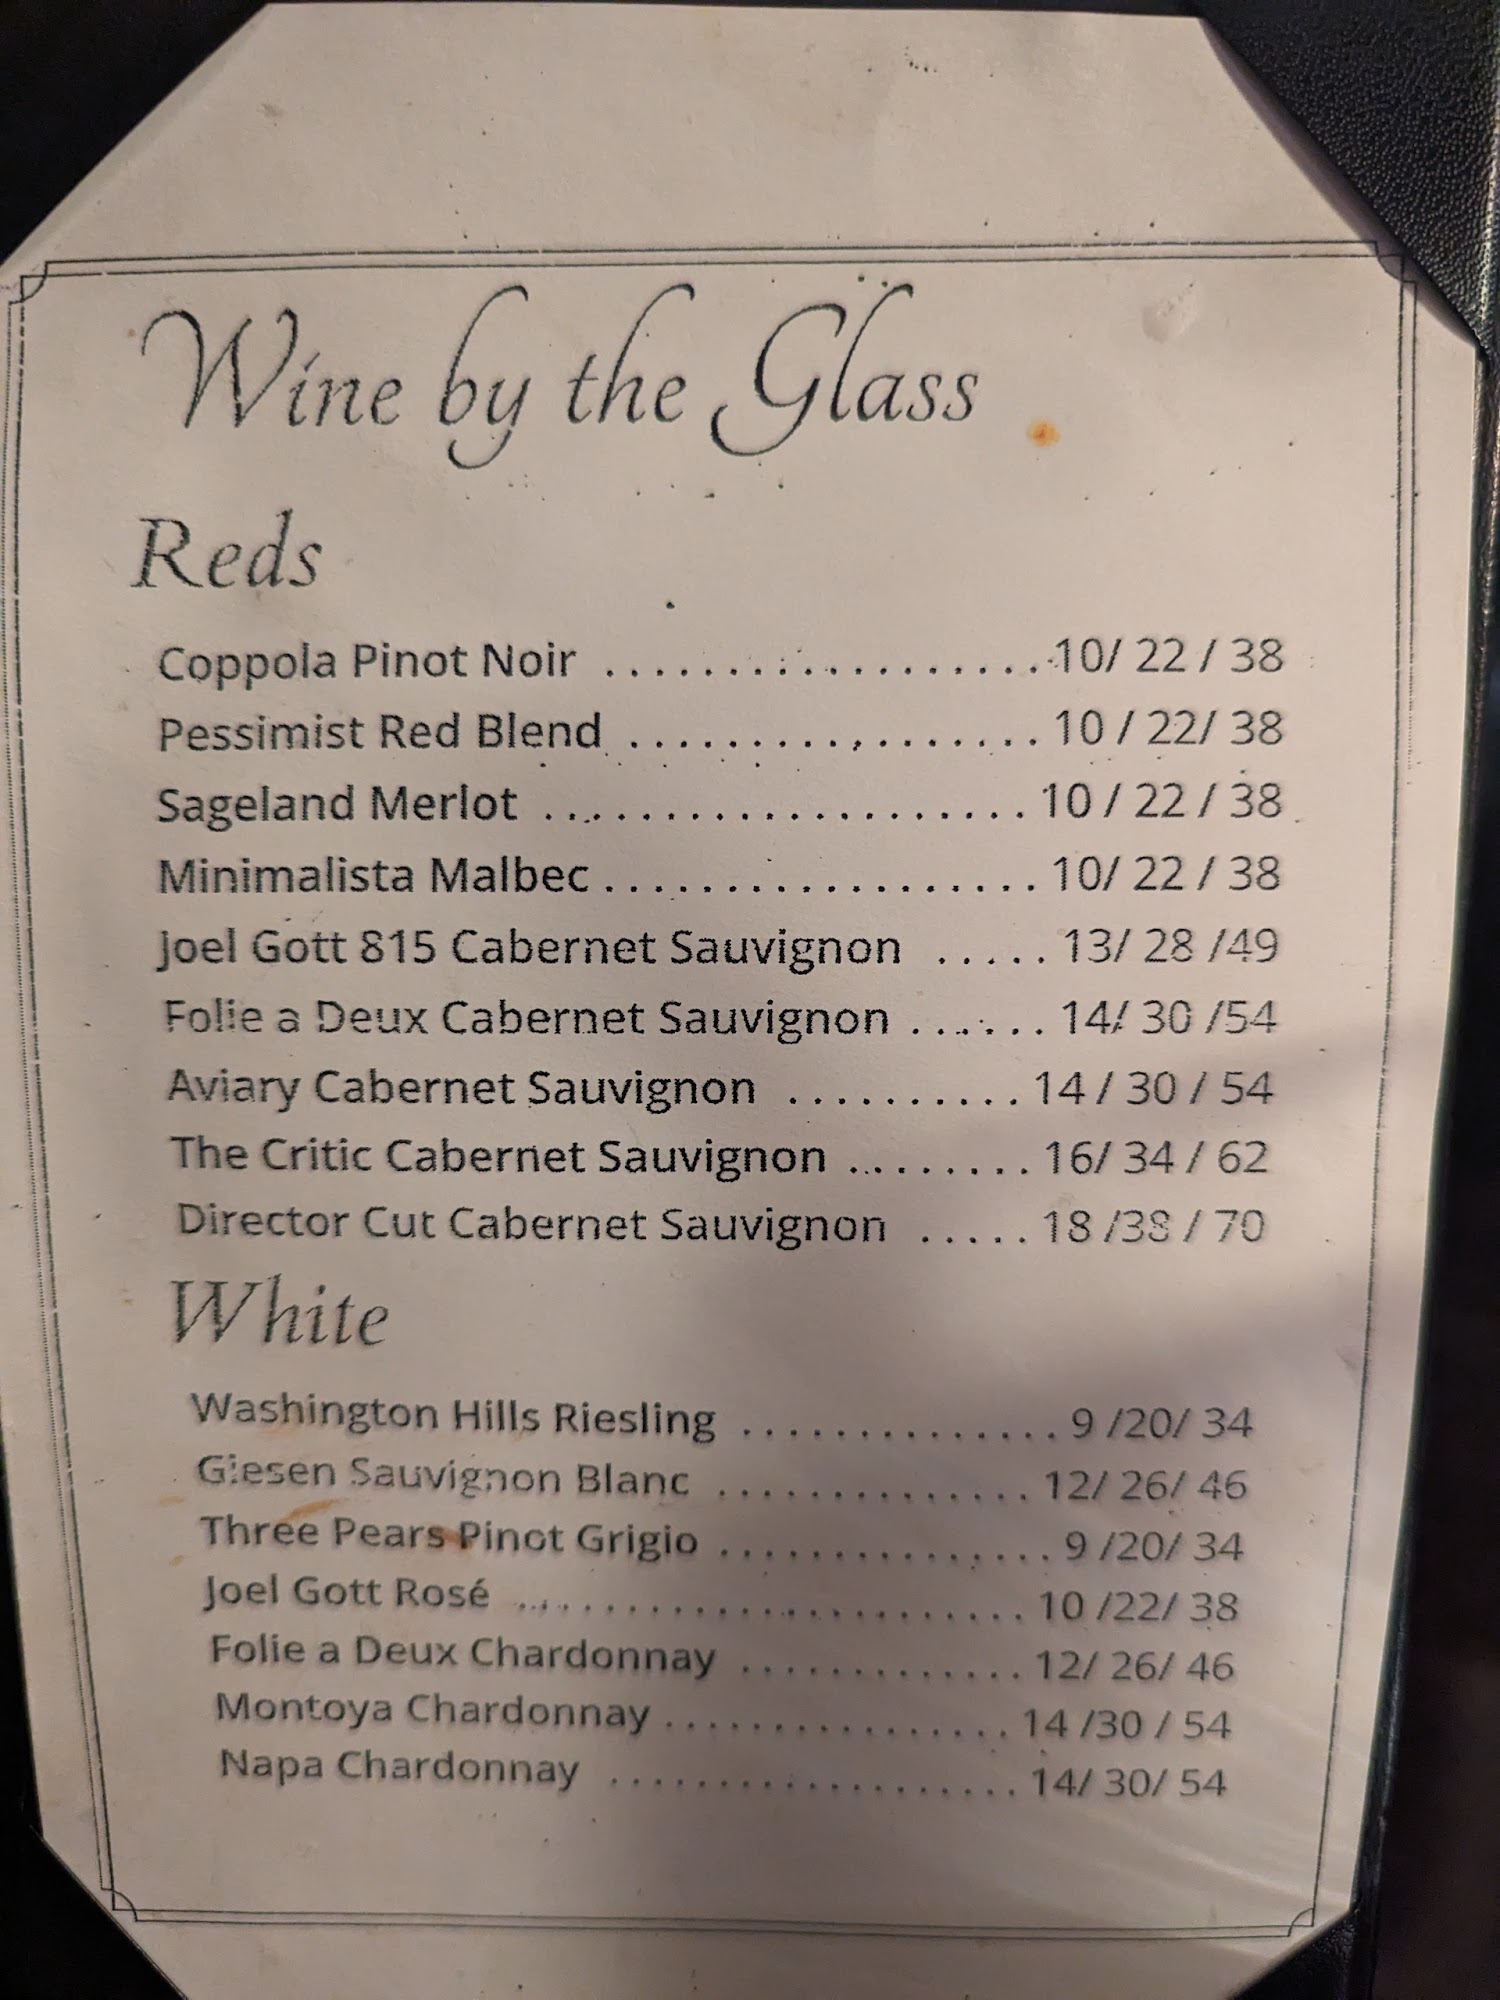 Wine by the Glass
Reds
Coppola Pinot Noir ...................10/ 22 / 38
Pessimist Red Blend .................. 10 / 22/ 38
Sageland Merlot ..................... 10 / 22 / 38
Minimalista Malbec................... 10/ 22 / 38
Joel Gott 815 Cabernet Sauvignon ..... 13/ 28 /49
Folie a Deux Cabernet Sauvignon ...... 14/ 30 /54
Aviary Cabernet Sauvignon .......... 14 / 30 / 54
The Critic Cabernet Sauvignon ........ 16/ 34 / 62
Director Cut Cabernet Sauvignon ..... 18 /38 / 70
White
Washington Hills Riesling .............. 9 /20/ 34
Giesen Sauvignon Blanc .............. 12/ 26/ 46
Three Pears Pinot Grigio ............... 9 /20/ 34
Joel Gott Rosé ....................... 10 /22/ 38
Folie a Deux Chardonnay ............. 12/ 26/ 46
Montoya Chardonnay................ 14 /30 / 54
Napa Chardonnay ................... 14/ 30/ 54